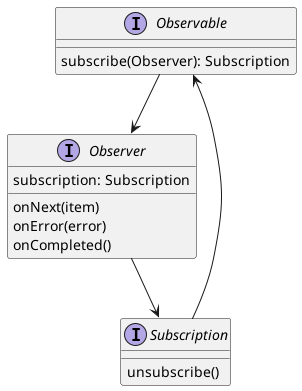 I Observable
subscribe(Observer): Subscription
I Observer
subscription: Subscription
onNext(item)
onError(error)
onCompleted()
I Subscription
unsubscribe()